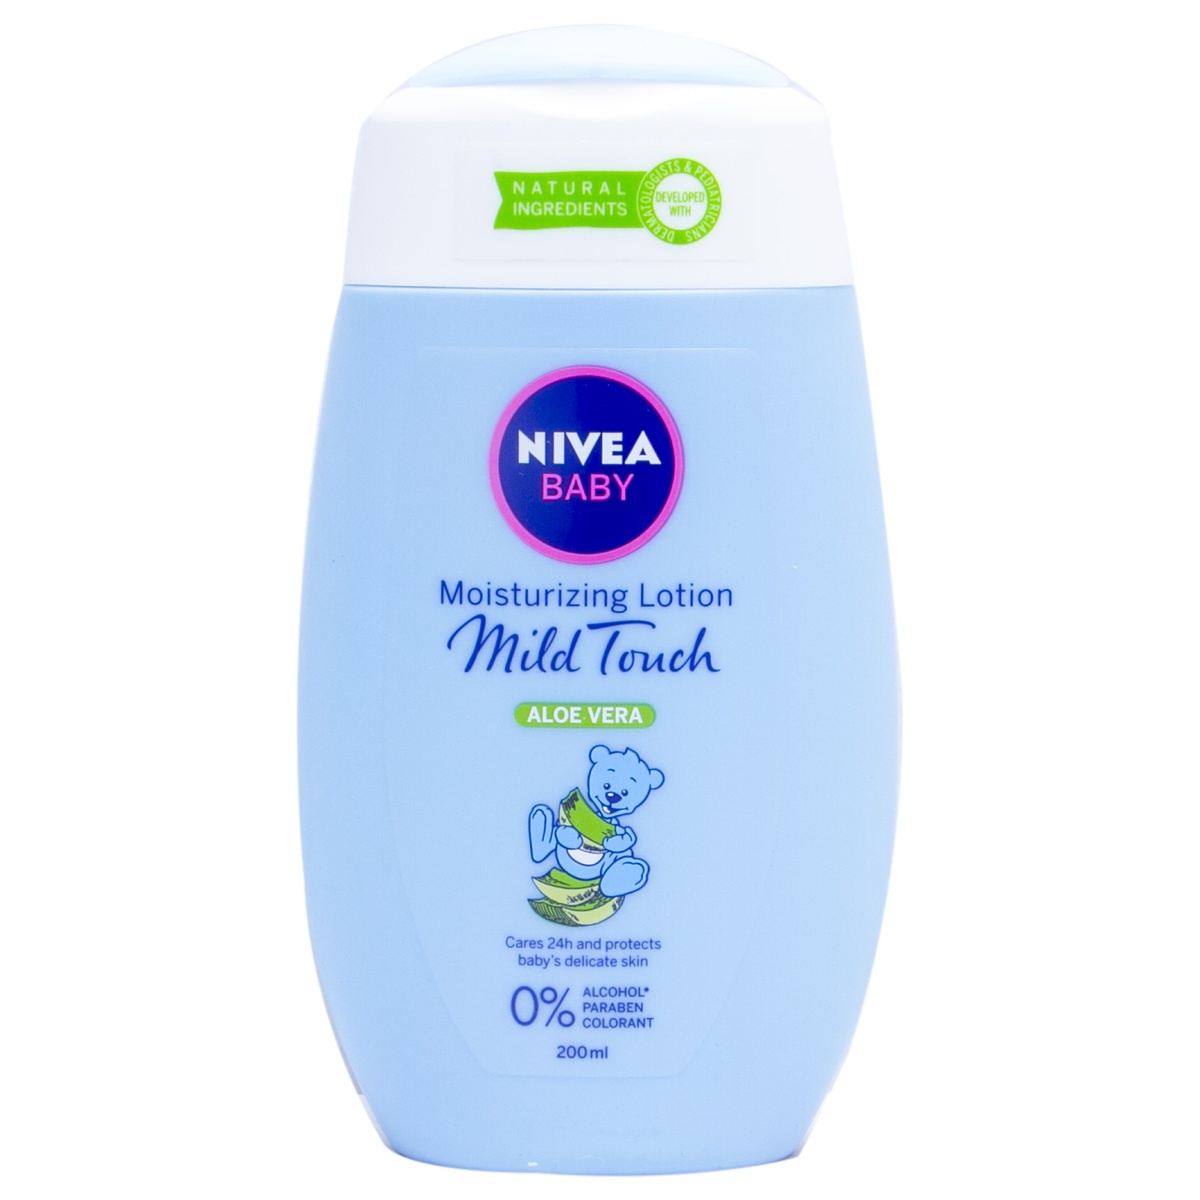 NATURAL
INGREDIENTS
DERMATOLOGISTS & PEDIATRICIANS
DEVELOPED
WITH
NIVEA
BABY
Moisturizing Lotion
Mild Touch
ALOE VERA
Cares 24h and protects
baby's delicate skin
0% ALCOHOL*
PARABEN
COLORANT
200ml